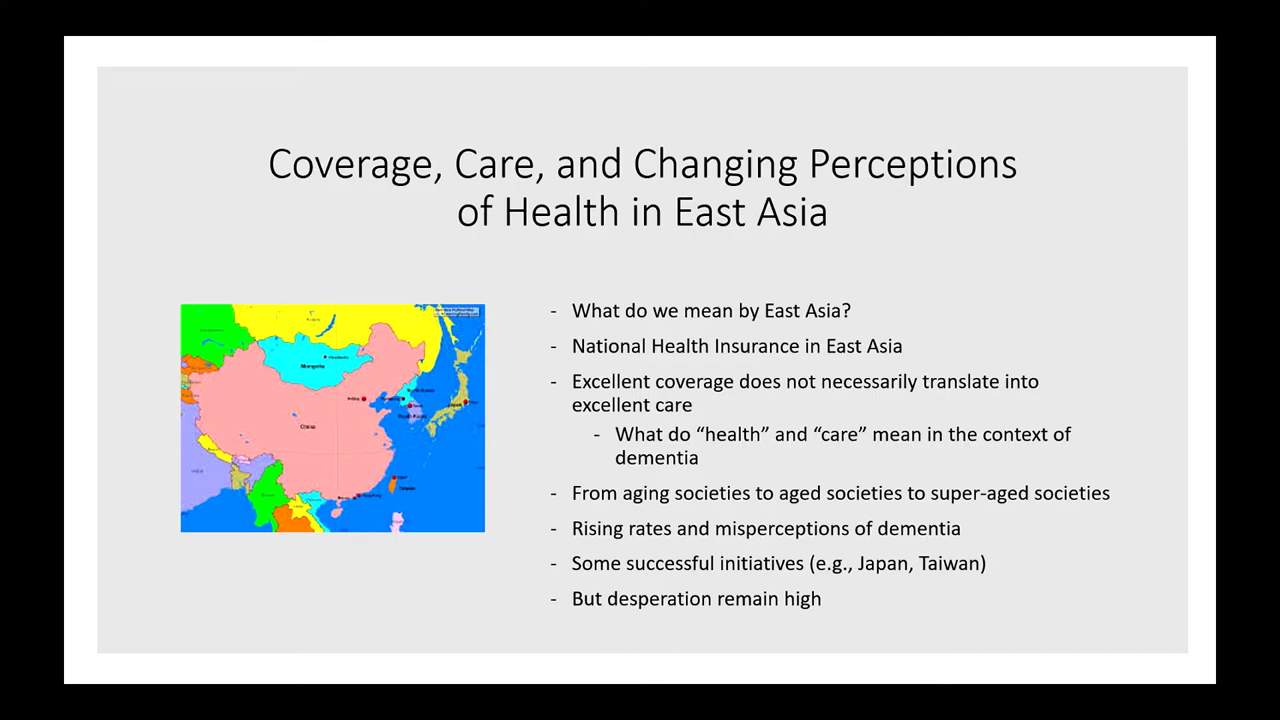 Coverage, Care, and Changing Perceptions
of Health in East Asia
- What do we mean by East Asia?
- National Health Insurance in East Asia
- Excellent coverage does not necessarily translate into
excellent care
- What do “health” and “care” mean in the context of
dementia
- From aging societies to aged societies to super-aged societies
- Rising rates and misperceptions of dementia
- Some successful initiatives (e.g., Japan, Taiwan)
- But desperation remain high
Mongolia
China